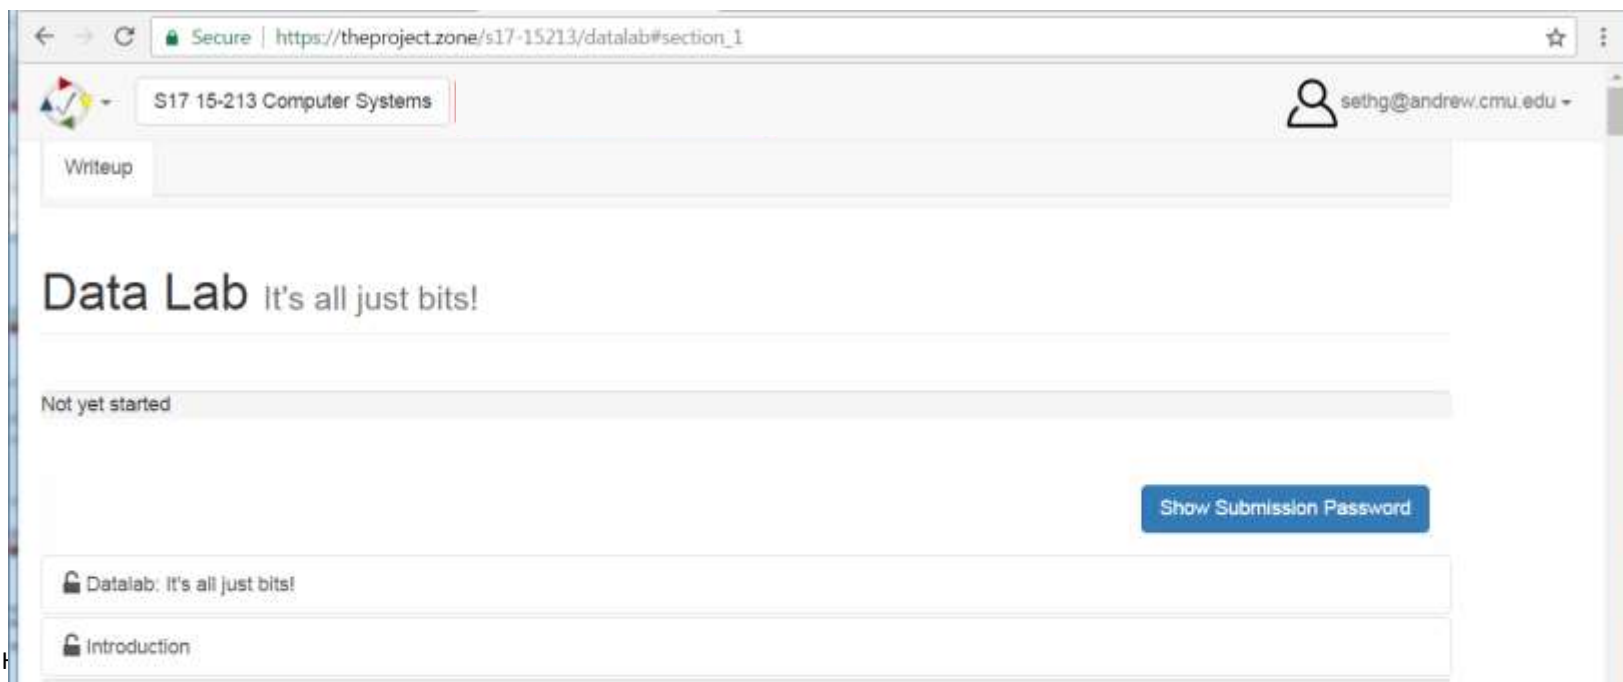 Secure | https://theproject.zone/s17-15213/datalab#section_1
S17 15-213 Computer Systems
sethg@andrew.cmu.edu
Writeup
Data Lab It's all just bits!
Not yet started
Show Submission Password
Datalab: It's all just bits!
Introduction